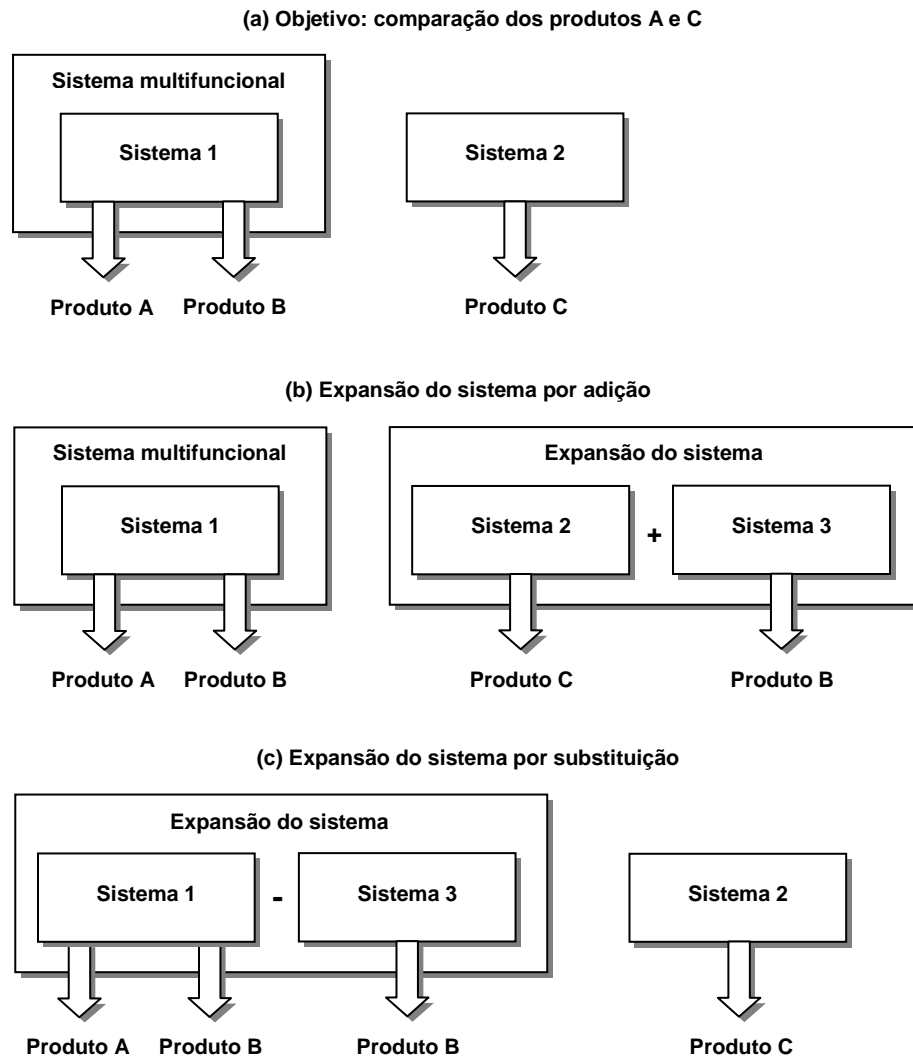 (a) Objetivo: comparação dos produtos A e C
Sistema multifuncional
Sistema 1
Sistema 2
Produto A
Produto B
Produto C
(b) Expansão do sistema por adição
Sistema multifuncional
Expansão do sistema
Sistema 1
Sistema 2
+
Sistema 3
Produto A
Produto B
Produto C
Produto B
(c) Expansão do sistema por substituição
Expansão do sistema
Sistema 1
-
Sistema 3
Sistema 2
Produto A
Produto B
Produto B
Produto C